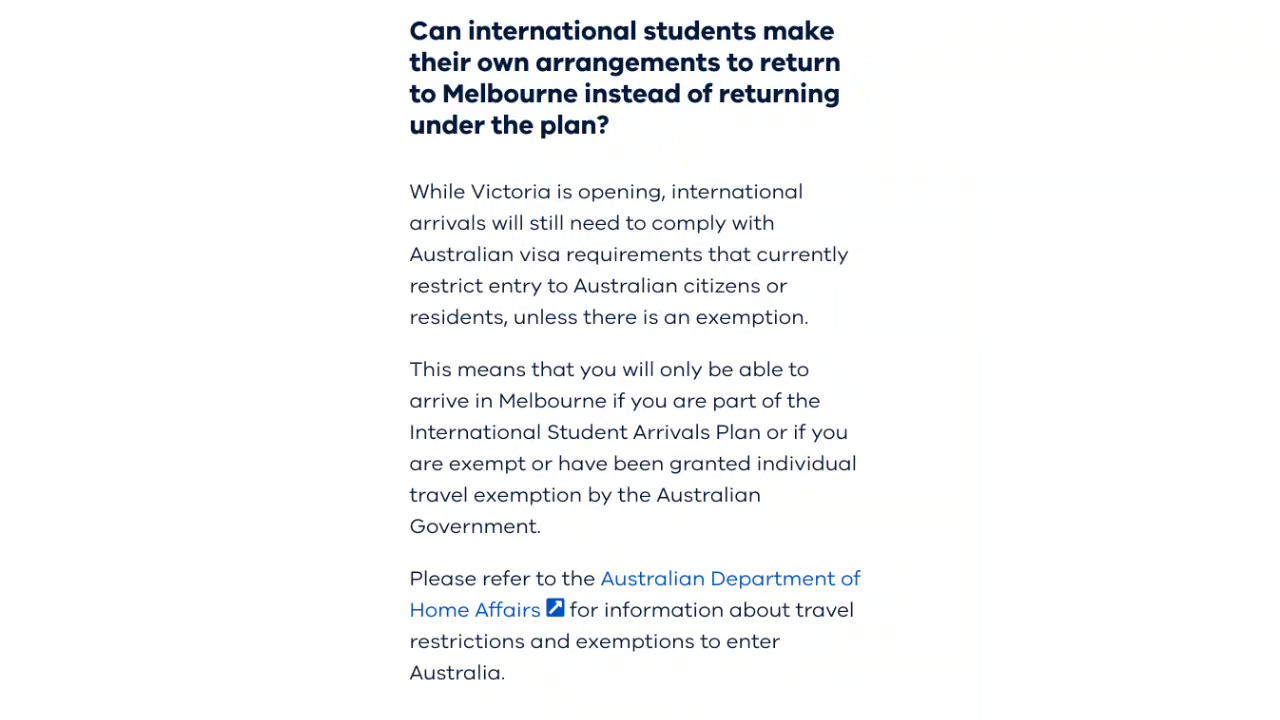 Can international students make
their own arrangements to return
to Melbourne instead of returning
under the plan?
While Victoria is opening, international
arrivals will still need to comply with
Australian visa requirements that currently
restrict entry to Australian citizens or
residents, unless there is an exemption.
This means that you will only be able to
arrive in Melbourne if you are part of the
International Student Arrivals Plan or if you
are exempt or have been granted individual
travel exemption by the Australian
Government.
Please refer to the Australian Department of
Home Affairs for information about travel
restrictions and exemptions to enter
Australia.